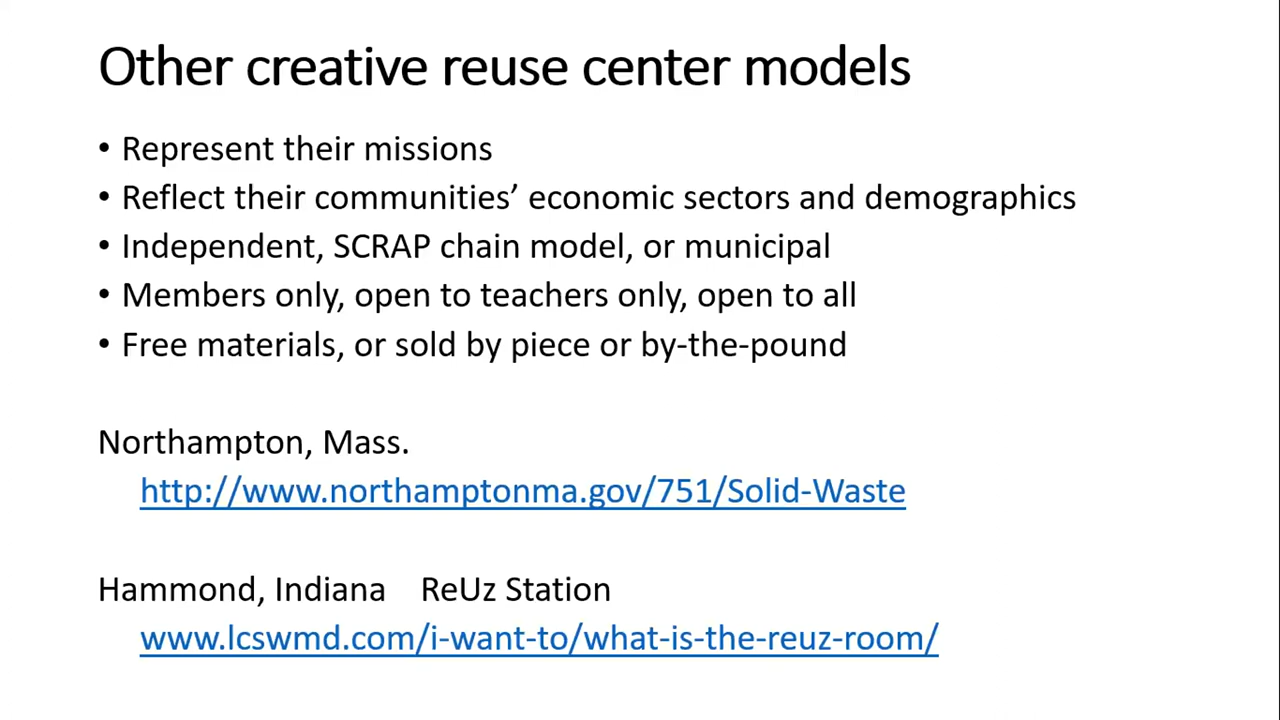 Other creative reuse center models
• Represent their missions
• Reflect their communities’ economic sectors and demographics
• Independent, SCRAP chain model, or municipal
• Members only, open to teachers only, open to all
• Free materials, or sold by piece or by-the-pound
Northampton, Mass.
http://www.northamptonma.gov/751/Solid-Waste
Hammond, Indiana ReUz Station
www.lcswmd.com/i-want-to/what-is-the-reuz-room/